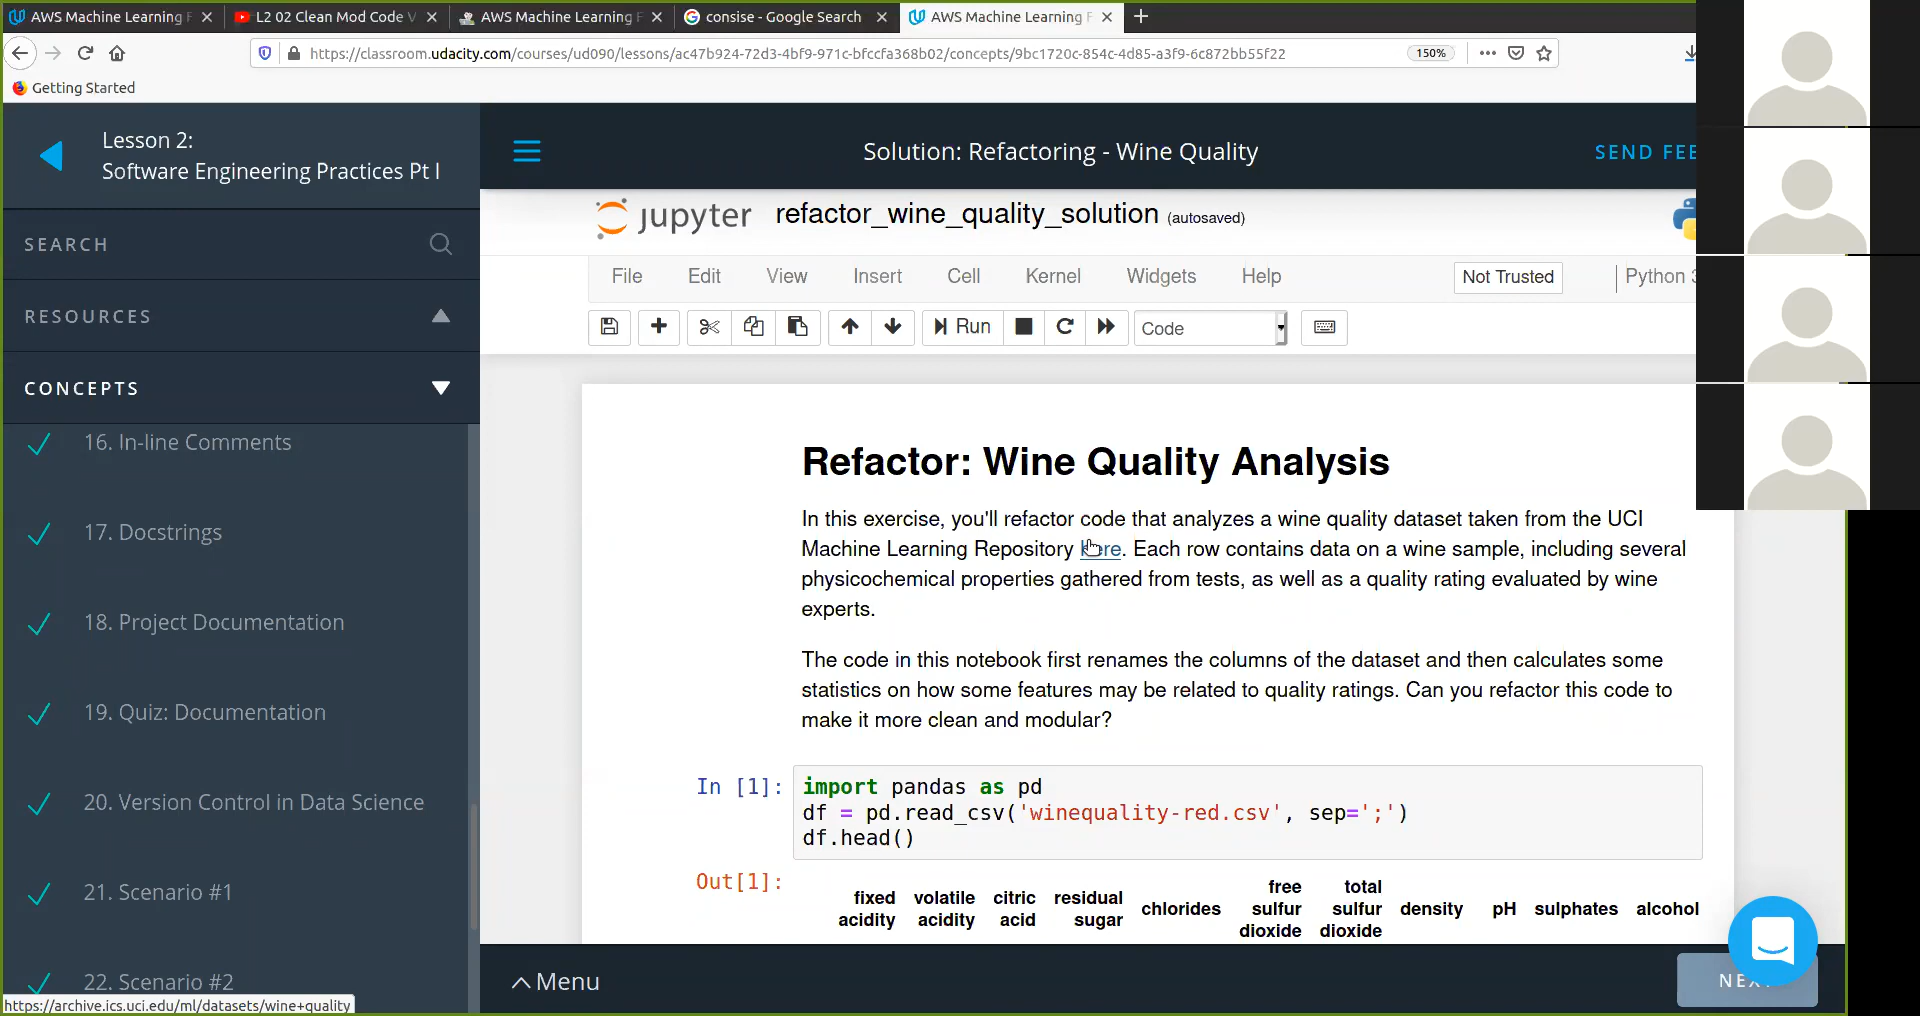 AWS Machine Learning F
L2 02 Clean Mod Code V
AWS Machine Learning F
consise - Google Search
AWS Machine Learning F
https://classroom.udacity.com/courses/ud090/lessons/ac47b924-72d3-4bf9-971c-bfccfa368b02/concepts/9bc1720c-854c-4d85-a3f9-6c872bb55f22
150%
Getting Started
Lesson 2:
Software Engineering Practices Pt I
SEARCH
RESOURCES
CONCEPTS
16. In-line Comments
17. Docstrings
18. Project Documentation
19. Quiz: Documentation
20. Version Control in Data Science
21. Scenario #1
22. Scenario #2
https://archive.ics.uci.edu/ml/datasets/wine+quality
Solution: Refactoring - Wine Quality
SEND FEE
jupyter refactor_wine_quality_solution (autosaved)
File Edit View Insert Cell Kernel Widgets Help
Not Trusted
Python 3
Run
Code
Refactor: Wine Quality Analysis
In this exercise, you'll refactor code that analyzes a wine quality dataset taken from the UCI
Machine Learning Repository here. Each row contains data on a wine sample, including several
physicochemical properties gathered from tests, as well as a quality rating evaluated by wine
experts.
The code in this notebook first renames the columns of the dataset and then calculates some
statistics on how some features may be related to quality ratings. Can you refactor this code to
make it more clean and modular?
In [1]:
import pandas as pd
df = pd.read_csv('winequality-red.csv', sep=';')
df.head()
Out[1]:
fixed acidity
volatile acidity
citric acid
residual sugar
chlorides
free sulfur dioxide
total sulfur dioxide
density
pH
sulphates
alcohol
Menu
NEX